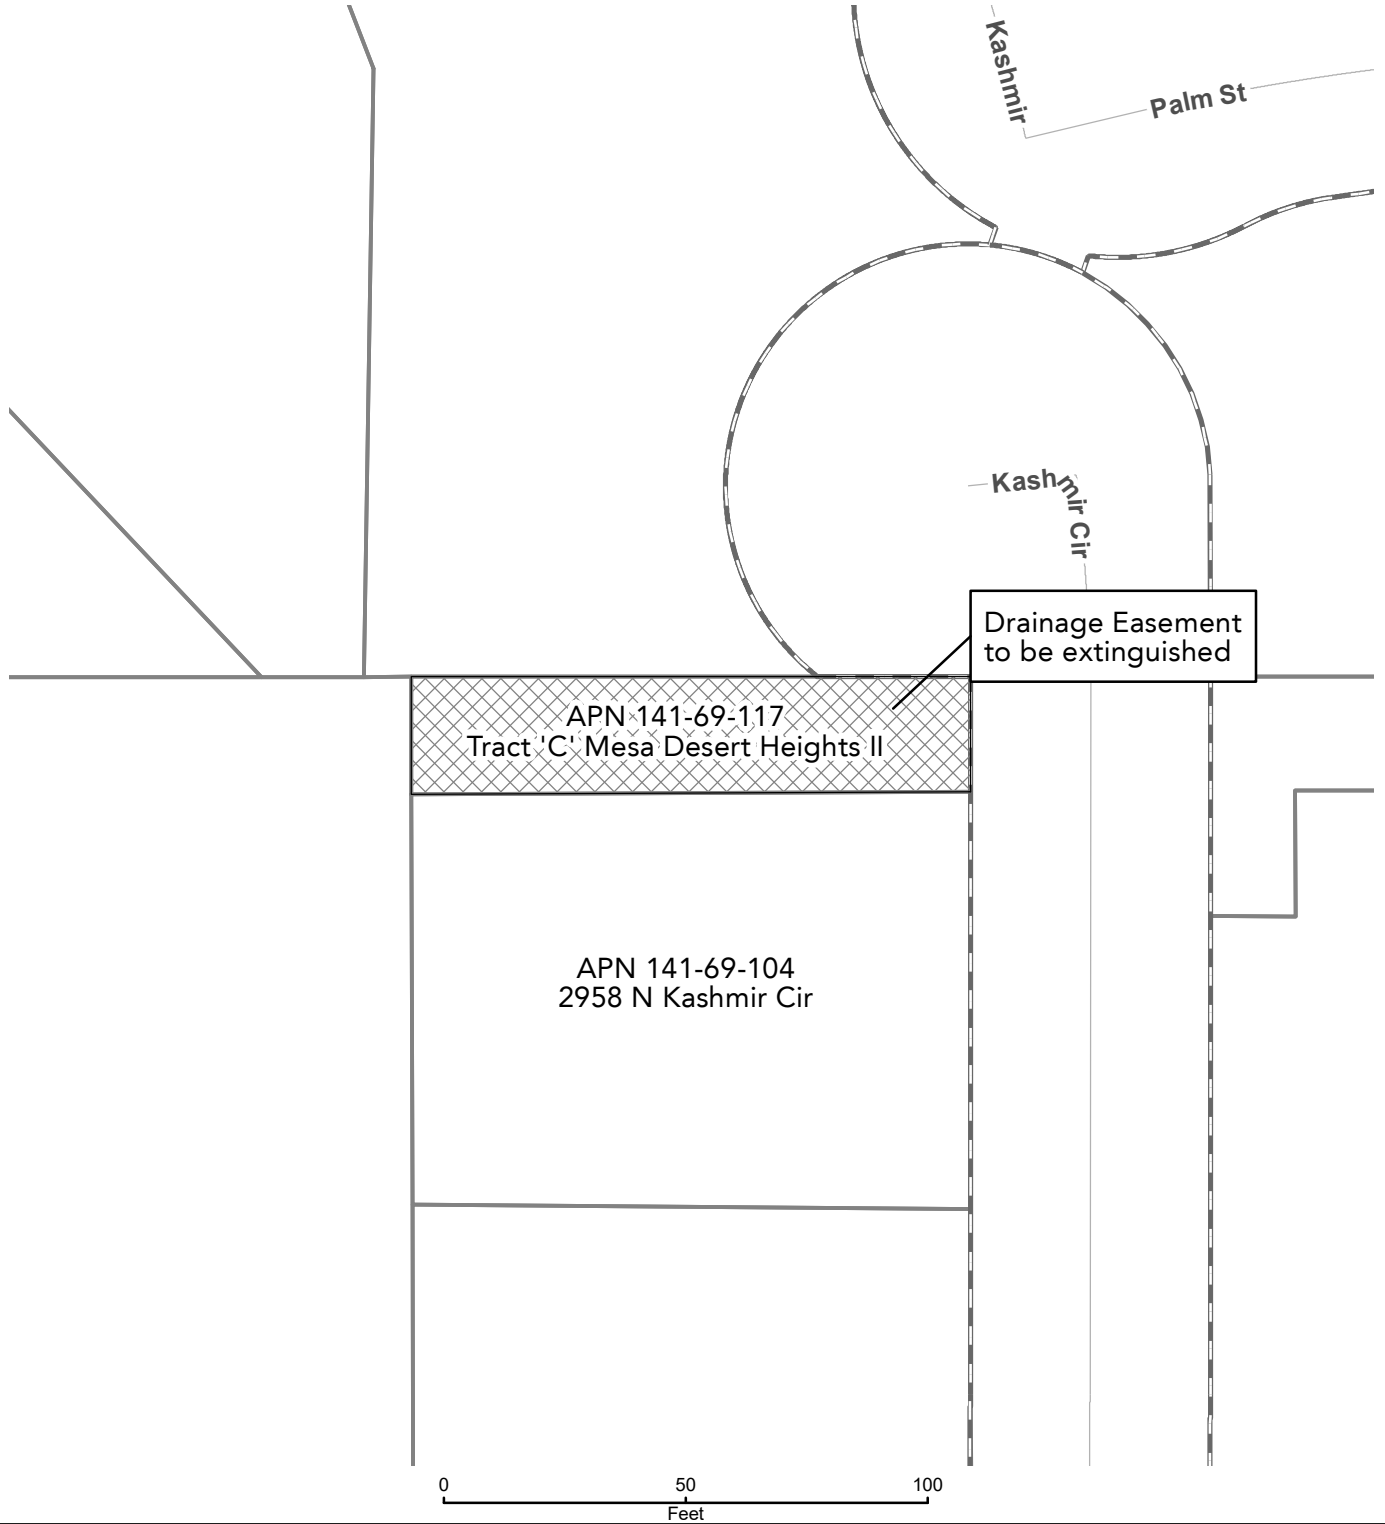 Kashmir
Palm St
Kashmir Cir
Drainage Easement
to be extinguished
APN 141-69-117
Tract 'C' Mesa Desert Heights II
APN 141-69-104
2958 N Kashmir Cir
0 50 100
Feet